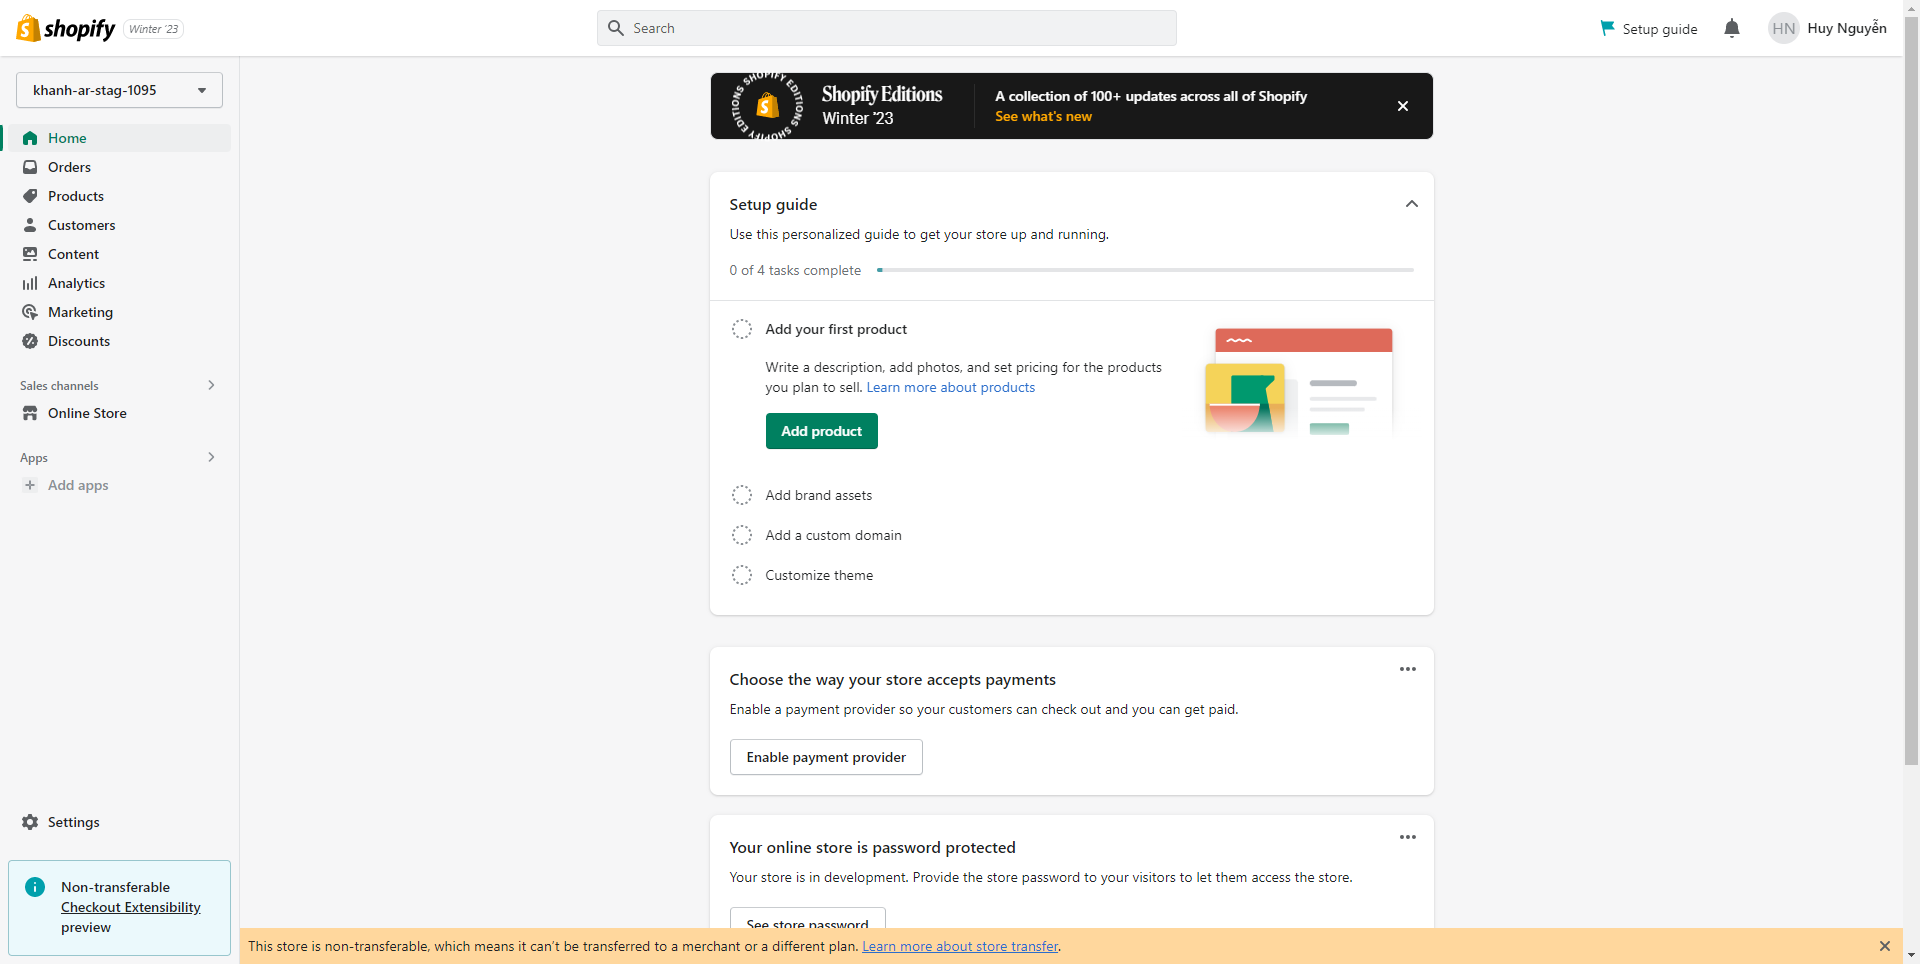 shopify
Winter '23
Search
Setup guide
HN
Huy Nguyễn
khanh-ar-stag-1095
Home
Orders
Products
Customers
Content
Analytics
Marketing
Discounts
Sales channels
Online Store
Apps
Add apps
Settings
Non-transferable
Checkout Extensibility
preview
SHOPIFY EDITIONS SHOPIFY EDITIONS
Shopify Editions
Winter '23
A collection of 100+ updates across all of Shopify
See what's new
Setup guide
Use this personalized guide to get your store up and running.
0 of 4 tasks complete
Add your first product
Write a description, add photos, and set pricing for the products
you plan to sell. Learn more about products
Add product
Add brand assets
Add a custom domain
Customize theme
Choose the way your store accepts payments
Enable a payment provider so your customers can check out and you can get paid.
Enable payment provider
Your online store is password protected
Your store is in development. Provide the store password to your visitors to let them access the store.
See store password
This store is non-transferable, which means it can't be transferred to a merchant or a different plan. Learn more about store transfer.